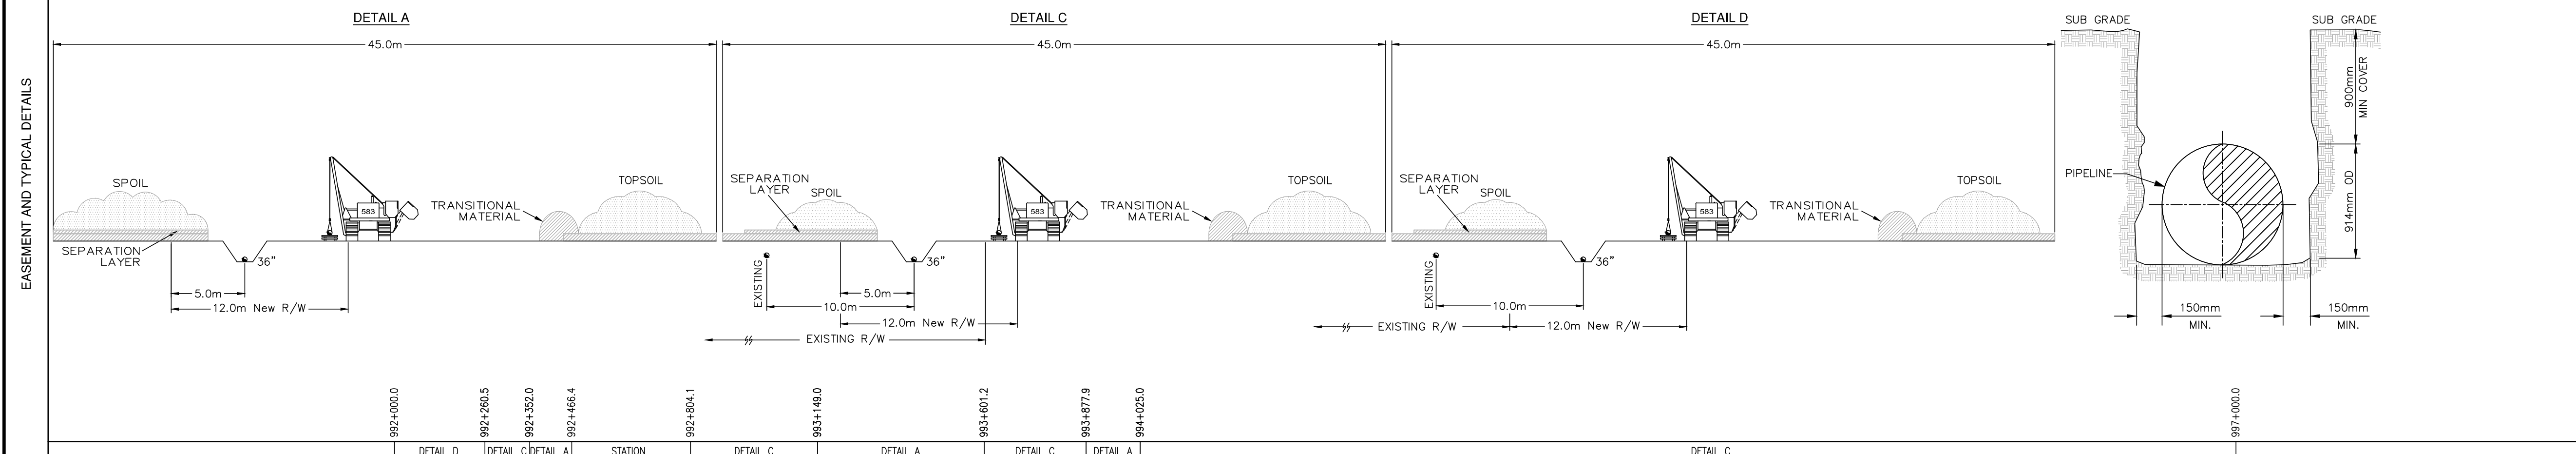 EASEMENT AND TYPICAL DETAILS
DETAIL A
45.0m
SPOIL
SEPARATION
LAYER
36"
5.0m
12.0m New R/W
583
TRANSITIONAL
MATERIAL
TOPSOIL
DETAIL C
45.0m
SEPARATION
LAYER
SPOIL
EXISTING
36"
5.0m
10.0m
12.0m New R/W
EXISTING R/W
583
TRANSITIONAL
MATERIAL
TOPSOIL
DETAIL D
45.0m
SEPARATION
LAYER
SPOIL
EXISTING
36"
10.0m
EXISTING R/W
12.0m New R/W
583
TRANSITIONAL
MATERIAL
TOPSOIL
SUB GRADE
SUB GRADE
900mm
MIN COVER
PIPELINE
914mm OD
150mm
MIN.
150mm
MIN.
992+000.0
992+260.5
992+352.0
992+466.4
992+804.1
993+149.0
993+601.2
993+877.9
994+025.0
997+000.0
DETAIL D
DETAIL C
DETAIL A
STATION
DETAIL C
DETAIL A
DETAIL C
DETAIL A
DETAIL C